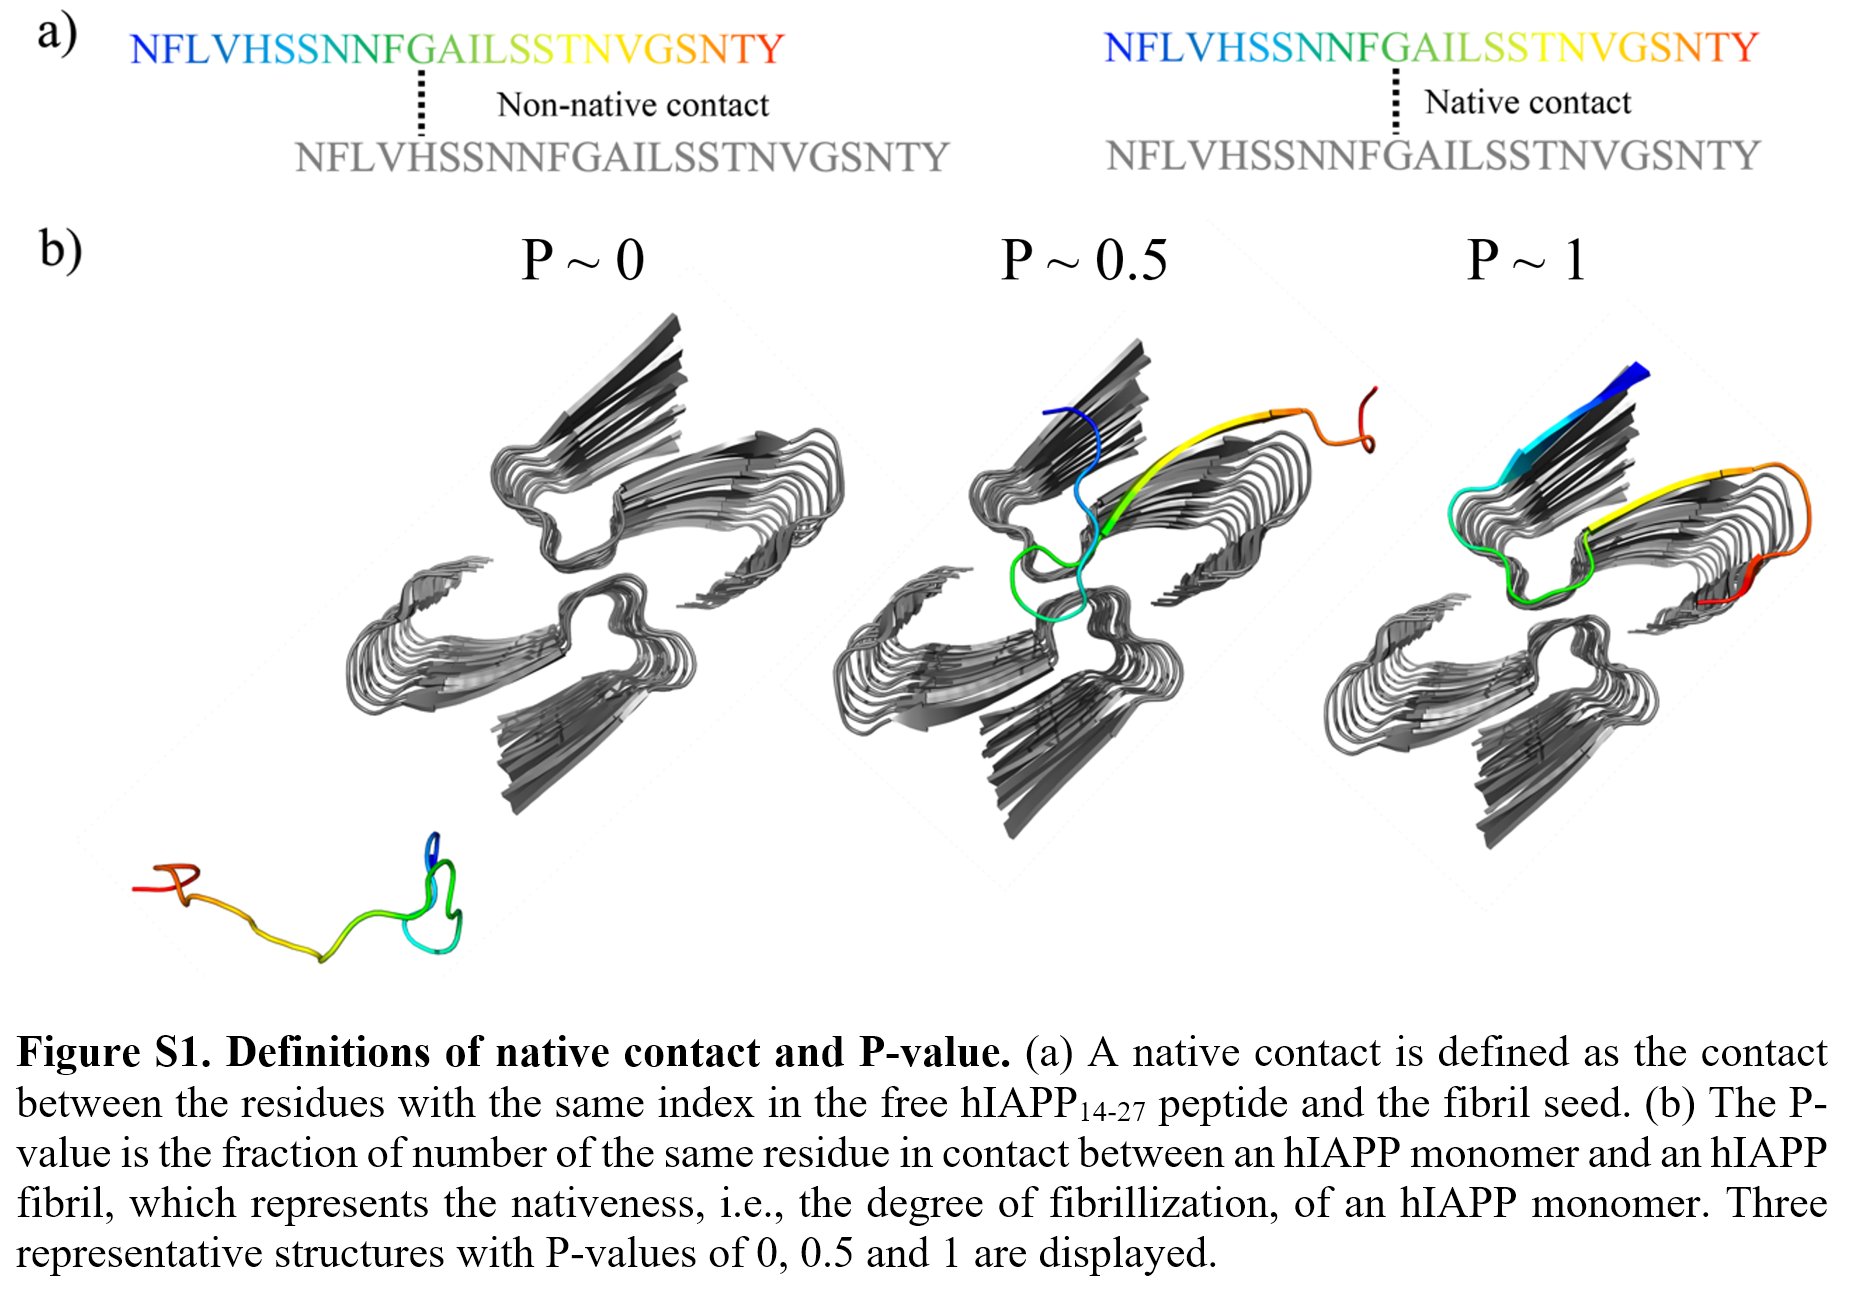 a)
NFLVHSSNNFGAILSSTNVGSNTY NFLVHSSNNFGAILSSTNVGSNTY
Non-native contact Native contact
NFLVHSSNNFGAILSSTNVGSNTY NFLVHSSNNFGAILSSTNVGSNTY
b)
P ~ 0 P ~ 0.5 P ~ 1
Figure S1. Definitions of native contact and P-value. (a) A native contact is defined as the contact
between the residues with the same index in the free hIAPP14-27 peptide and the fibril seed. (b) The P-
value is the fraction of number of the same residue in contact between an hIAPP monomer and an hIAPP
fibril, which represents the nativeness, i.e., the degree of fibrillization, of an hIAPP monomer. Three
representative structures with P-values of 0, 0.5 and 1 are displayed.